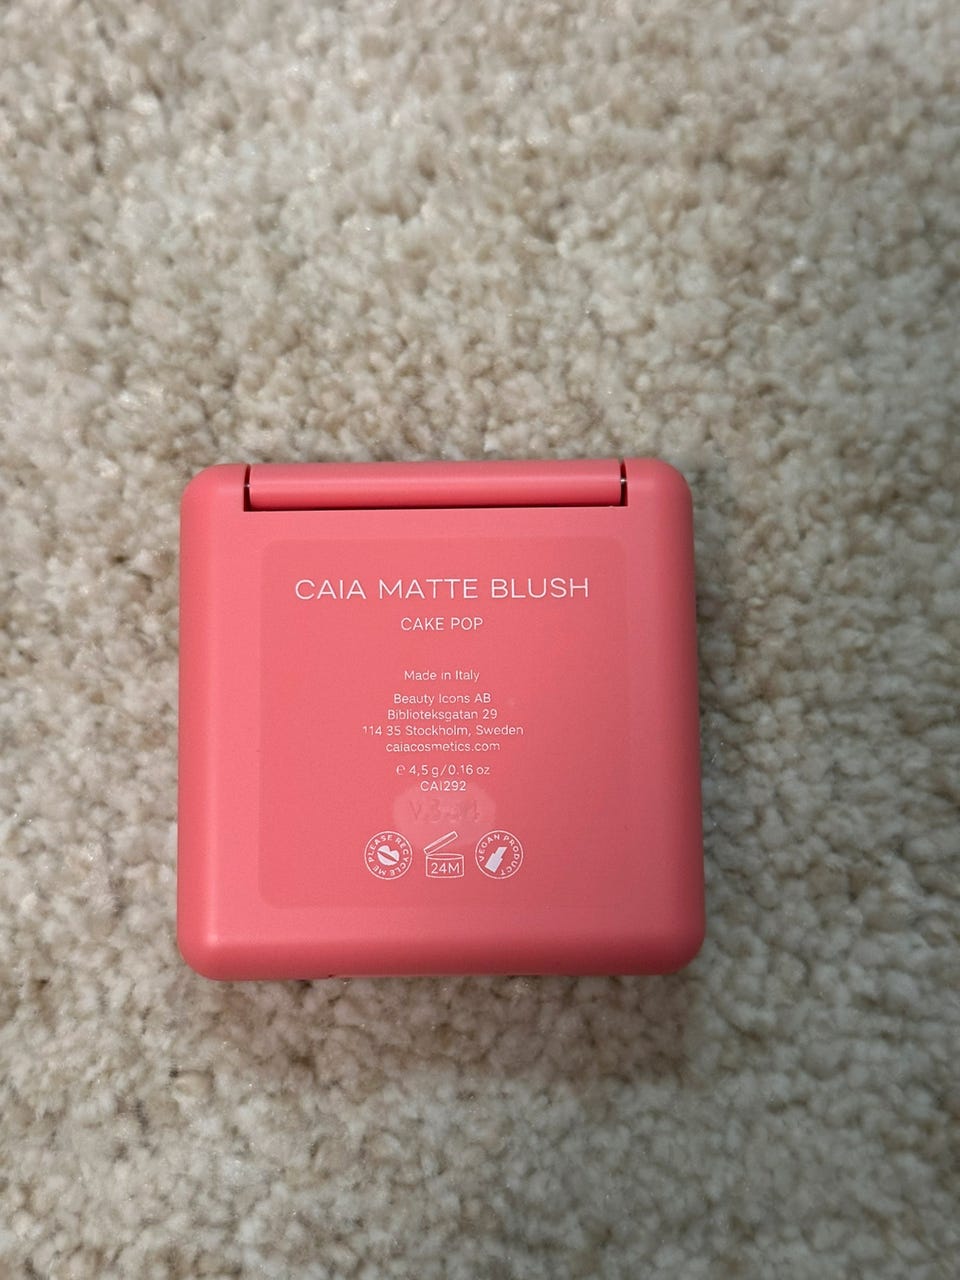 CAIA MATTE BLUSH
CAKE POP
Made in Italy
Beauty Icons AB
Biblioteksgatan 29
114 35 Stockholm, Sweden
caiacosmetics.com
℮ 4,5 g/0.16 oz
CAI292
PLEASE RECYCLE ME
24M
VEGAN PRODUCT